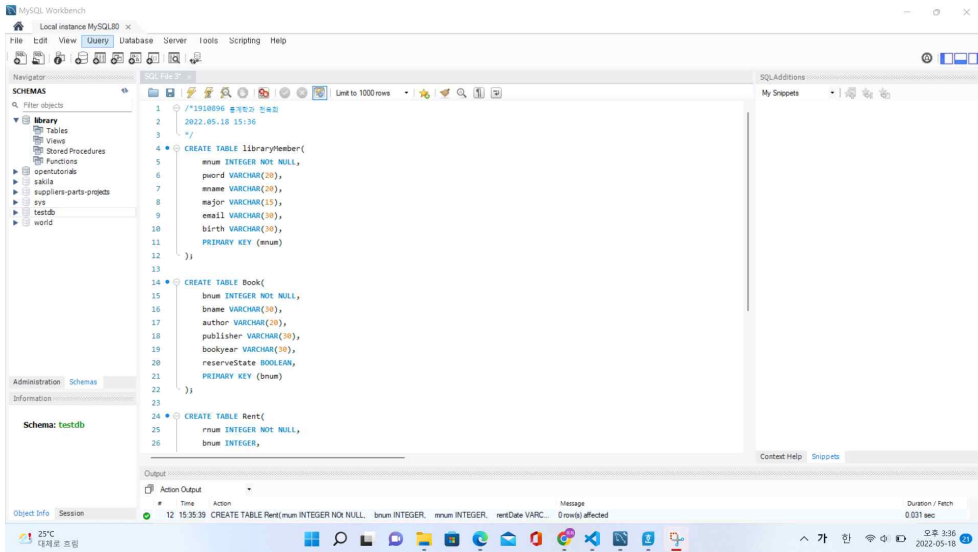 MySQL Workbench
Local instance MySQL80 ×
File Edit View Query Database Server Tools Scripting Help
Navigator
SCHEMAS
Filter objects
library
Tables
Views
Stored Procedures
Functions
opentutorials
sakila
suppliers-parts-projects
sys
testdb
world
Administration Schemas
Information
Schema: testdb
Object Info Session
SQL File 3* ×
Limit to 1000 rows
1 /*1910896 통계학과 전옥희
2 2022.05.18 15:36
3 */
4 CREATE TABLE libraryMember(
5 mnum INTEGER NOt NULL,
6 pword VARCHAR(20),
7 mname VARCHAR(20),
8 major VARCHAR(15),
9 email VARCHAR(30),
10 birth VARCHAR(30),
11 PRIMARY KEY (mnum)
12 );
13
14 CREATE TABLE Book(
15 bnum INTEGER NOt NULL,
16 bname VARCHAR(30),
17 author VARCHAR(20),
18 publisher VARCHAR(30),
19 bookyear VARCHAR(30),
20 reserveState BOOLEAN,
21 PRIMARY KEY (bnum)
22 );
23
24 CREATE TABLE Rent(
25 rnum INTEGER NOt NULL,
26 bnum INTEGER,
SQLAdditions
My Snippets
Context Help Snippets
Output
Action Output
# Time Action Message Duration / Fetch
12 15:35:39 CREATE TABLE Rent( rnum INTEGER NOt NULL, bnum INTEGER, mnum INTEGER, rentDate VARC... 0 row(s) affected 0.031 sec
25°C
대체로 흐림
가 한
오후 3:36
2022-05-18